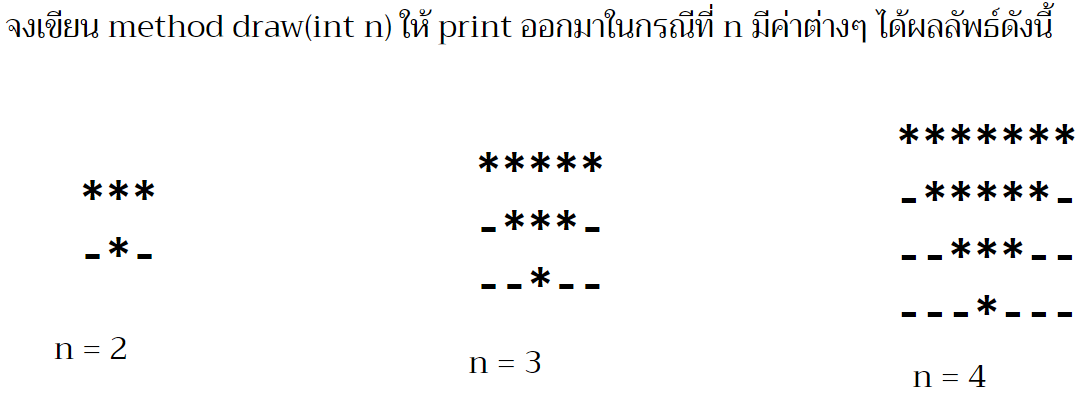 จงเขียน method draw(int n) ให้ print ออกมาในกรณีที่ n มีค่าต่างๆ ได้ผลลัพธ์ดังนี้
***
-*-
n = 2
*****
-***-
--*--
n = 3
*******
-*****-
--***--
---*---
n = 4